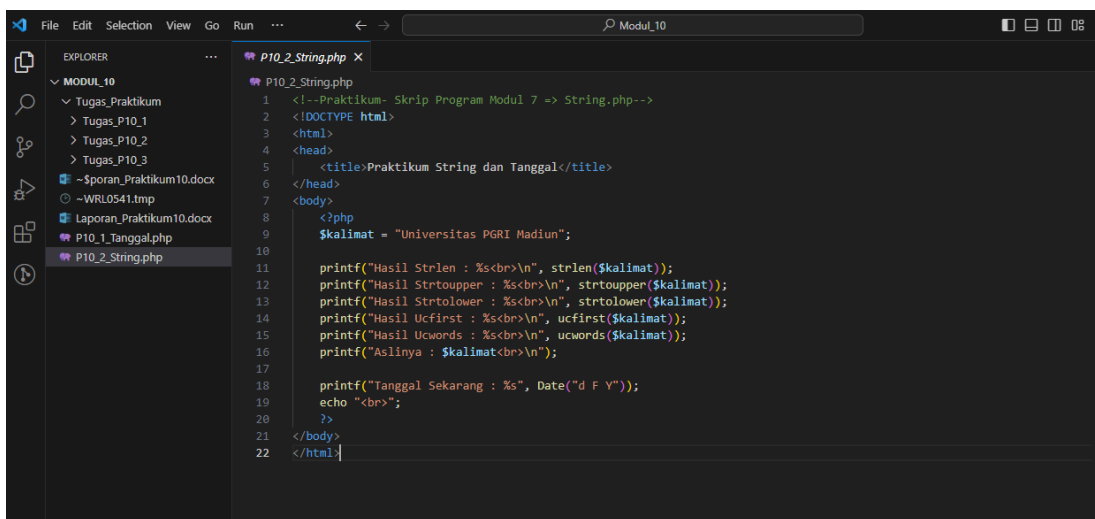 File Edit Selection View Go Run ··· ← → Modul_10
EXPLORER ···
MODUL_10
Tugas_Praktikum
Tugas_P10_1
Tugas_P10_2
Tugas_P10_3
~$poran_Praktikum10.docx
~WRL0541.tmp
Laporan_Praktikum10.docx
P10_1_Tanggal.php
P10_2_String.php
P10_2_String.php ×
P10_2_String.php
1 <!--Praktikum- Skrip Program Modul 7 => String.php-->
2 <!DOCTYPE html>
3 <html>
4 <head>
5 <title>Praktikum String dan Tanggal</title>
6 </head>
7 <body>
8 <?php
9 $kalimat = "Universitas PGRI Madiun";
10
11 printf("Hasil Strlen : %s<br>\n", strlen($kalimat));
12 printf("Hasil Strtoupper : %s<br>\n", strtoupper($kalimat));
13 printf("Hasil Strtolower : %s<br>\n", strtolower($kalimat));
14 printf("Hasil Ucfirst : %s<br>\n", ucfirst($kalimat));
15 printf("Hasil Ucwords : %s<br>\n", ucwords($kalimat));
16 printf("Aslinya : $kalimat<br>\n");
17
18 printf("Tanggal Sekarang : %s", Date("d F Y"));
19 echo "<br>";
20 ?>
21 </body>
22 </html>